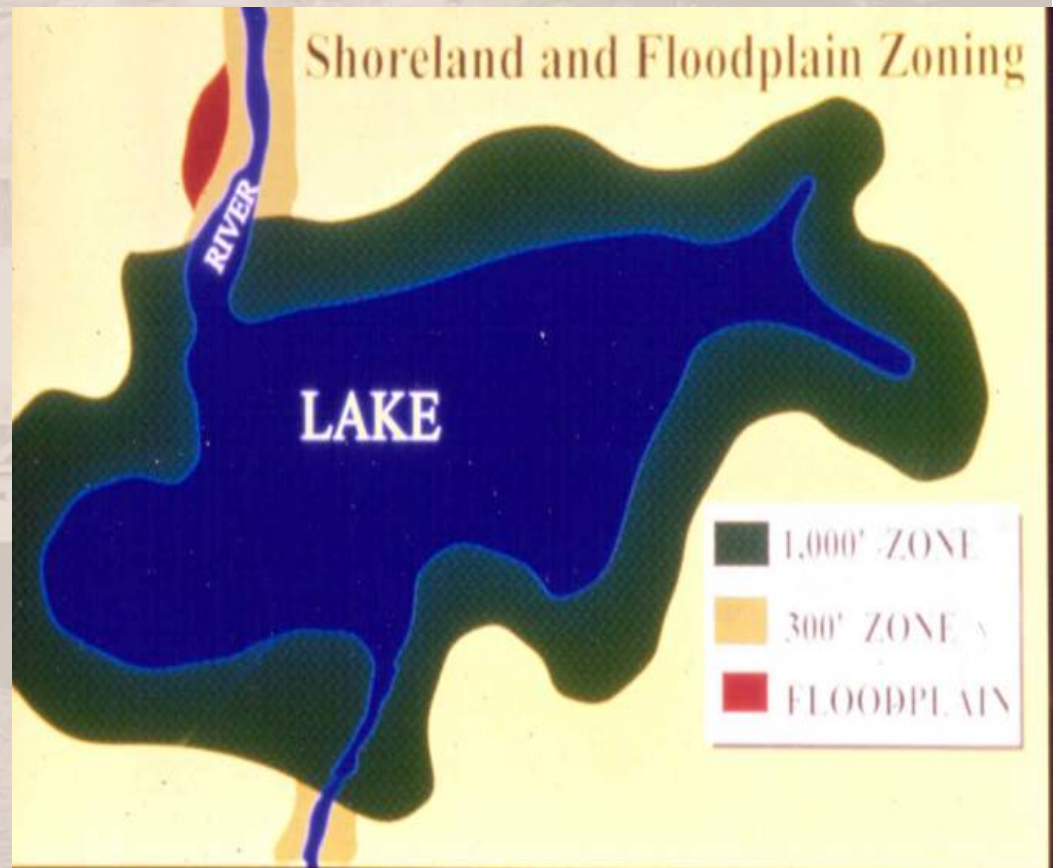 Shoreland and Floodplain Zoning
RIVER
LAKE
1,000' ZONE
300' ZONE
FLOODPLAIN